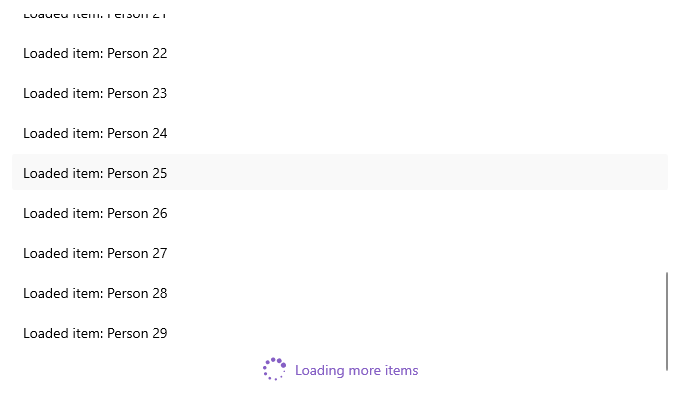 Loaded item: Person 21
Loaded item: Person 22
Loaded item: Person 23
Loaded item: Person 24
Loaded item: Person 25
Loaded item: Person 26
Loaded item: Person 27
Loaded item: Person 28
Loaded item: Person 29
Loading more items